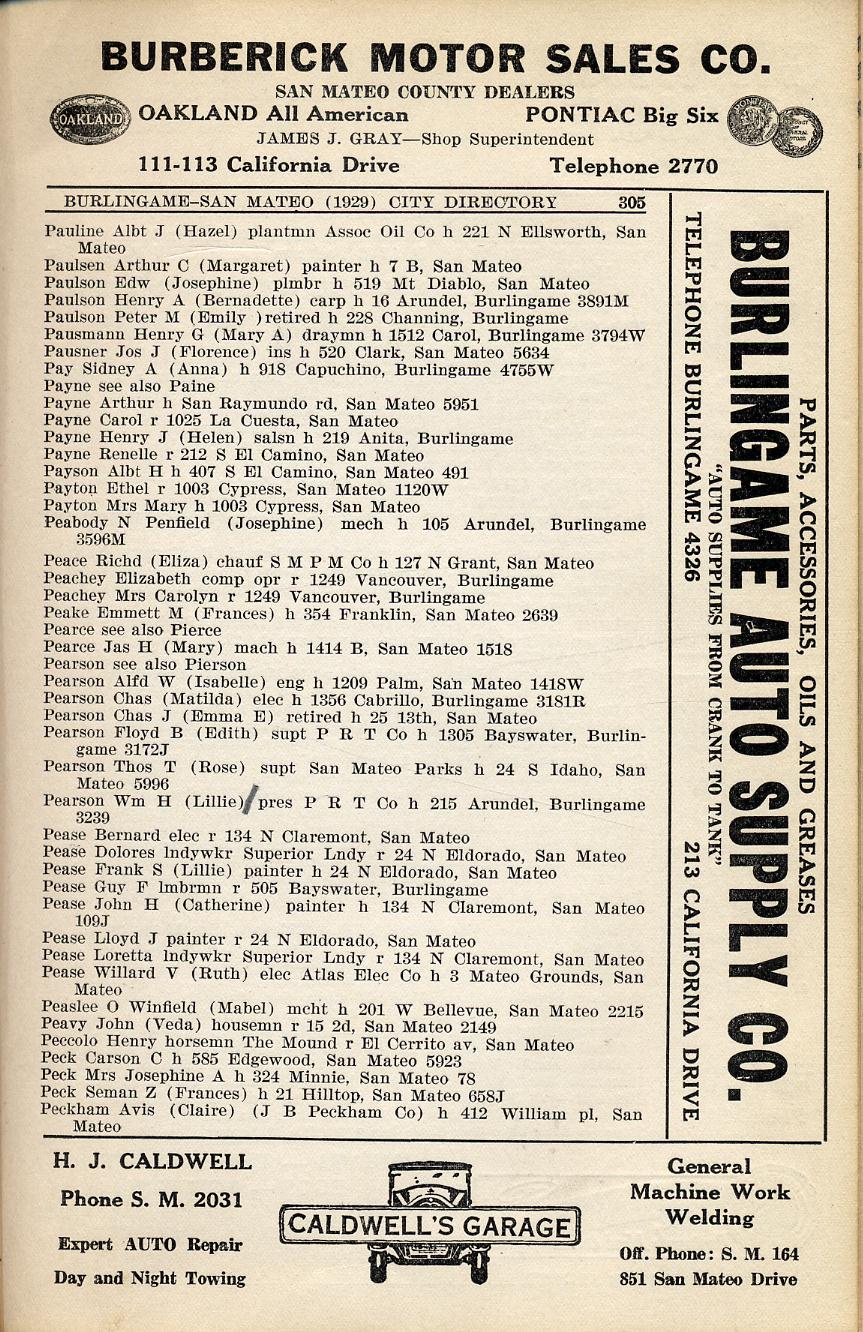 BURBERICK MOTOR SALES CO.
SAN MATEO COUNTY DEALERS
OAKLAND
OAKLAND All American PONTIAC Big Six
JAMES J. GRAY—Shop Superintendent
111-113 California Drive Telephone 2770
BURLINGAME-SAN MATEO (1929) CITY DIRECTORY 305
Pauline Albt J (Hazel) plantmn Assoc Oil Co h 221 N Ellsworth, San
Mateo
Paulsen Arthur C (Margaret) painter h 7 B, San Mateo
Paulson Edw (Josephine) plmbr h 519 Mt Diablo, San Mateo
Paulson Henry A (Bernadette) carp h 16 Arundel, Burlingame 3891M
Paulson Peter M (Emily )retired h 228 Channing, Burlingame
Pausmann Henry G (Mary A) draymn h 1512 Carol, Burlingame 3794W
Pausner Jos J (Florence) ins h 520 Clark, San Mateo 5634
Pay Sidney A (Anna) h 918 Capuchino, Burlingame 4755W
Payne see also Paine
Payne Arthur h San Raymundo rd, San Mateo 5951
Payne Carol r 1025 La Cuesta, San Mateo
Payne Henry J (Helen) salsn h 219 Anita, Burlingame
Payne Renelle r 212 S El Camino, San Mateo
Payson Albt H h 407 S El Camino, San Mateo 491
Payton Ethel r 1003 Cypress, San Mateo 1120W
Payton Mrs Mary h 1003 Cypress, San Mateo
Peabody N Penfield (Josephine) mech h 105 Arundel, Burlingame
3596M
Peace Richd (Eliza) chauf S M P M Co h 127 N Grant, San Mateo
Peachey Elizabeth comp opr r 1249 Vancouver, Burlingame
Peachey Mrs Carolyn r 1249 Vancouver, Burlingame
Peake Emmett M (Frances) h 354 Franklin, San Mateo 2639
Pearce see also Pierce
Pearce Jas H (Mary) mach h 1414 B, San Mateo 1518
Pearson see also Pierson
Pearson Alfd W (Isabelle) eng h 1209 Palm, San Mateo 1418W
Pearson Chas (Matilda) elec h 1356 Cabrillo, Burlingame 3181R
Pearson Chas J (Emma E) retired h 25 13th, San Mateo
Pearson Floyd B (Edith) supt P R T Co h 1305 Bayswater, Burlin-
game 3172J
Pearson Thos T (Rose) supt San Mateo Parks h 24 S Idaho, San
Mateo 5996
Pearson Wm H (Lillie) pres P R T Co h 215 Arundel, Burlingame
3239
Pease Bernard elec r 134 N Claremont, San Mateo
Pease Dolores lndywkr Superior Lndy r 24 N Eldorado, San Mateo
Pease Frank S (Lillie) painter h 24 N Eldorado, San Mateo
Pease Guy F lmbrmn r 505 Bayswater, Burlingame
Pease John H (Catherine) painter h 134 N Claremont, San Mateo
109J
Pease Lloyd J painter r 24 N Eldorado, San Mateo
Pease Loretta lndywkr Superior Lndy r 134 N Claremont, San Mateo
Pease Willard V (Ruth) elec Atlas Elec Co h 3 Mateo Grounds, San
Mateo
Peaslee O Winfield (Mabel) mcht h 201 W Bellevue, San Mateo 2215
Peavy John (Veda) housemn r 15 2d, San Mateo 2149
Peccolo Henry horsemn The Mound r El Cerrito av, San Mateo
Peck Carson C h 585 Edgewood, San Mateo 5923
Peck Mrs Josephine A h 324 Minnie, San Mateo 78
Peck Seman Z (Frances) h 21 Hilltop, San Mateo 658J
Peckham Avis (Claire) (J B Peckham Co) h 412 William pl, San
Mateo
PARTS, ACCESSORIES, OILS AND GREASES
BURLINGAME AUTO SUPPLY CO.
"AUTO SUPPLIES FROM CRANK TO TANK"
TELEPHONE BURLINGAME 4326 213 CALIFORNIA DRIVE
H. J. CALDWELL
Phone S. M. 2031
Expert AUTO Repair
Day and Night Towing
CALDWELL'S GARAGE
General
Machine Work
Welding
Off. Phone: S. M. 164
851 San Mateo Drive